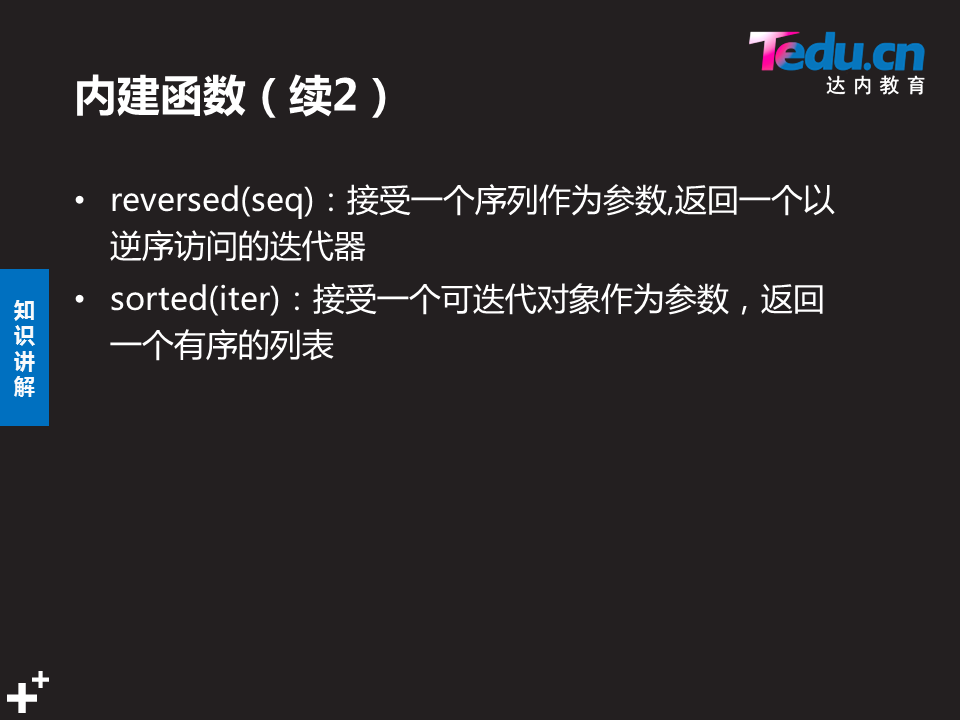 Tedu.cn
达内教育
内建函数（续2）
• reversed(seq)：接受一个序列作为参数,返回一个以
逆序访问的迭代器
• sorted(iter)：接受一个可迭代对象作为参数，返回
一个有序的列表
知
识
讲
解